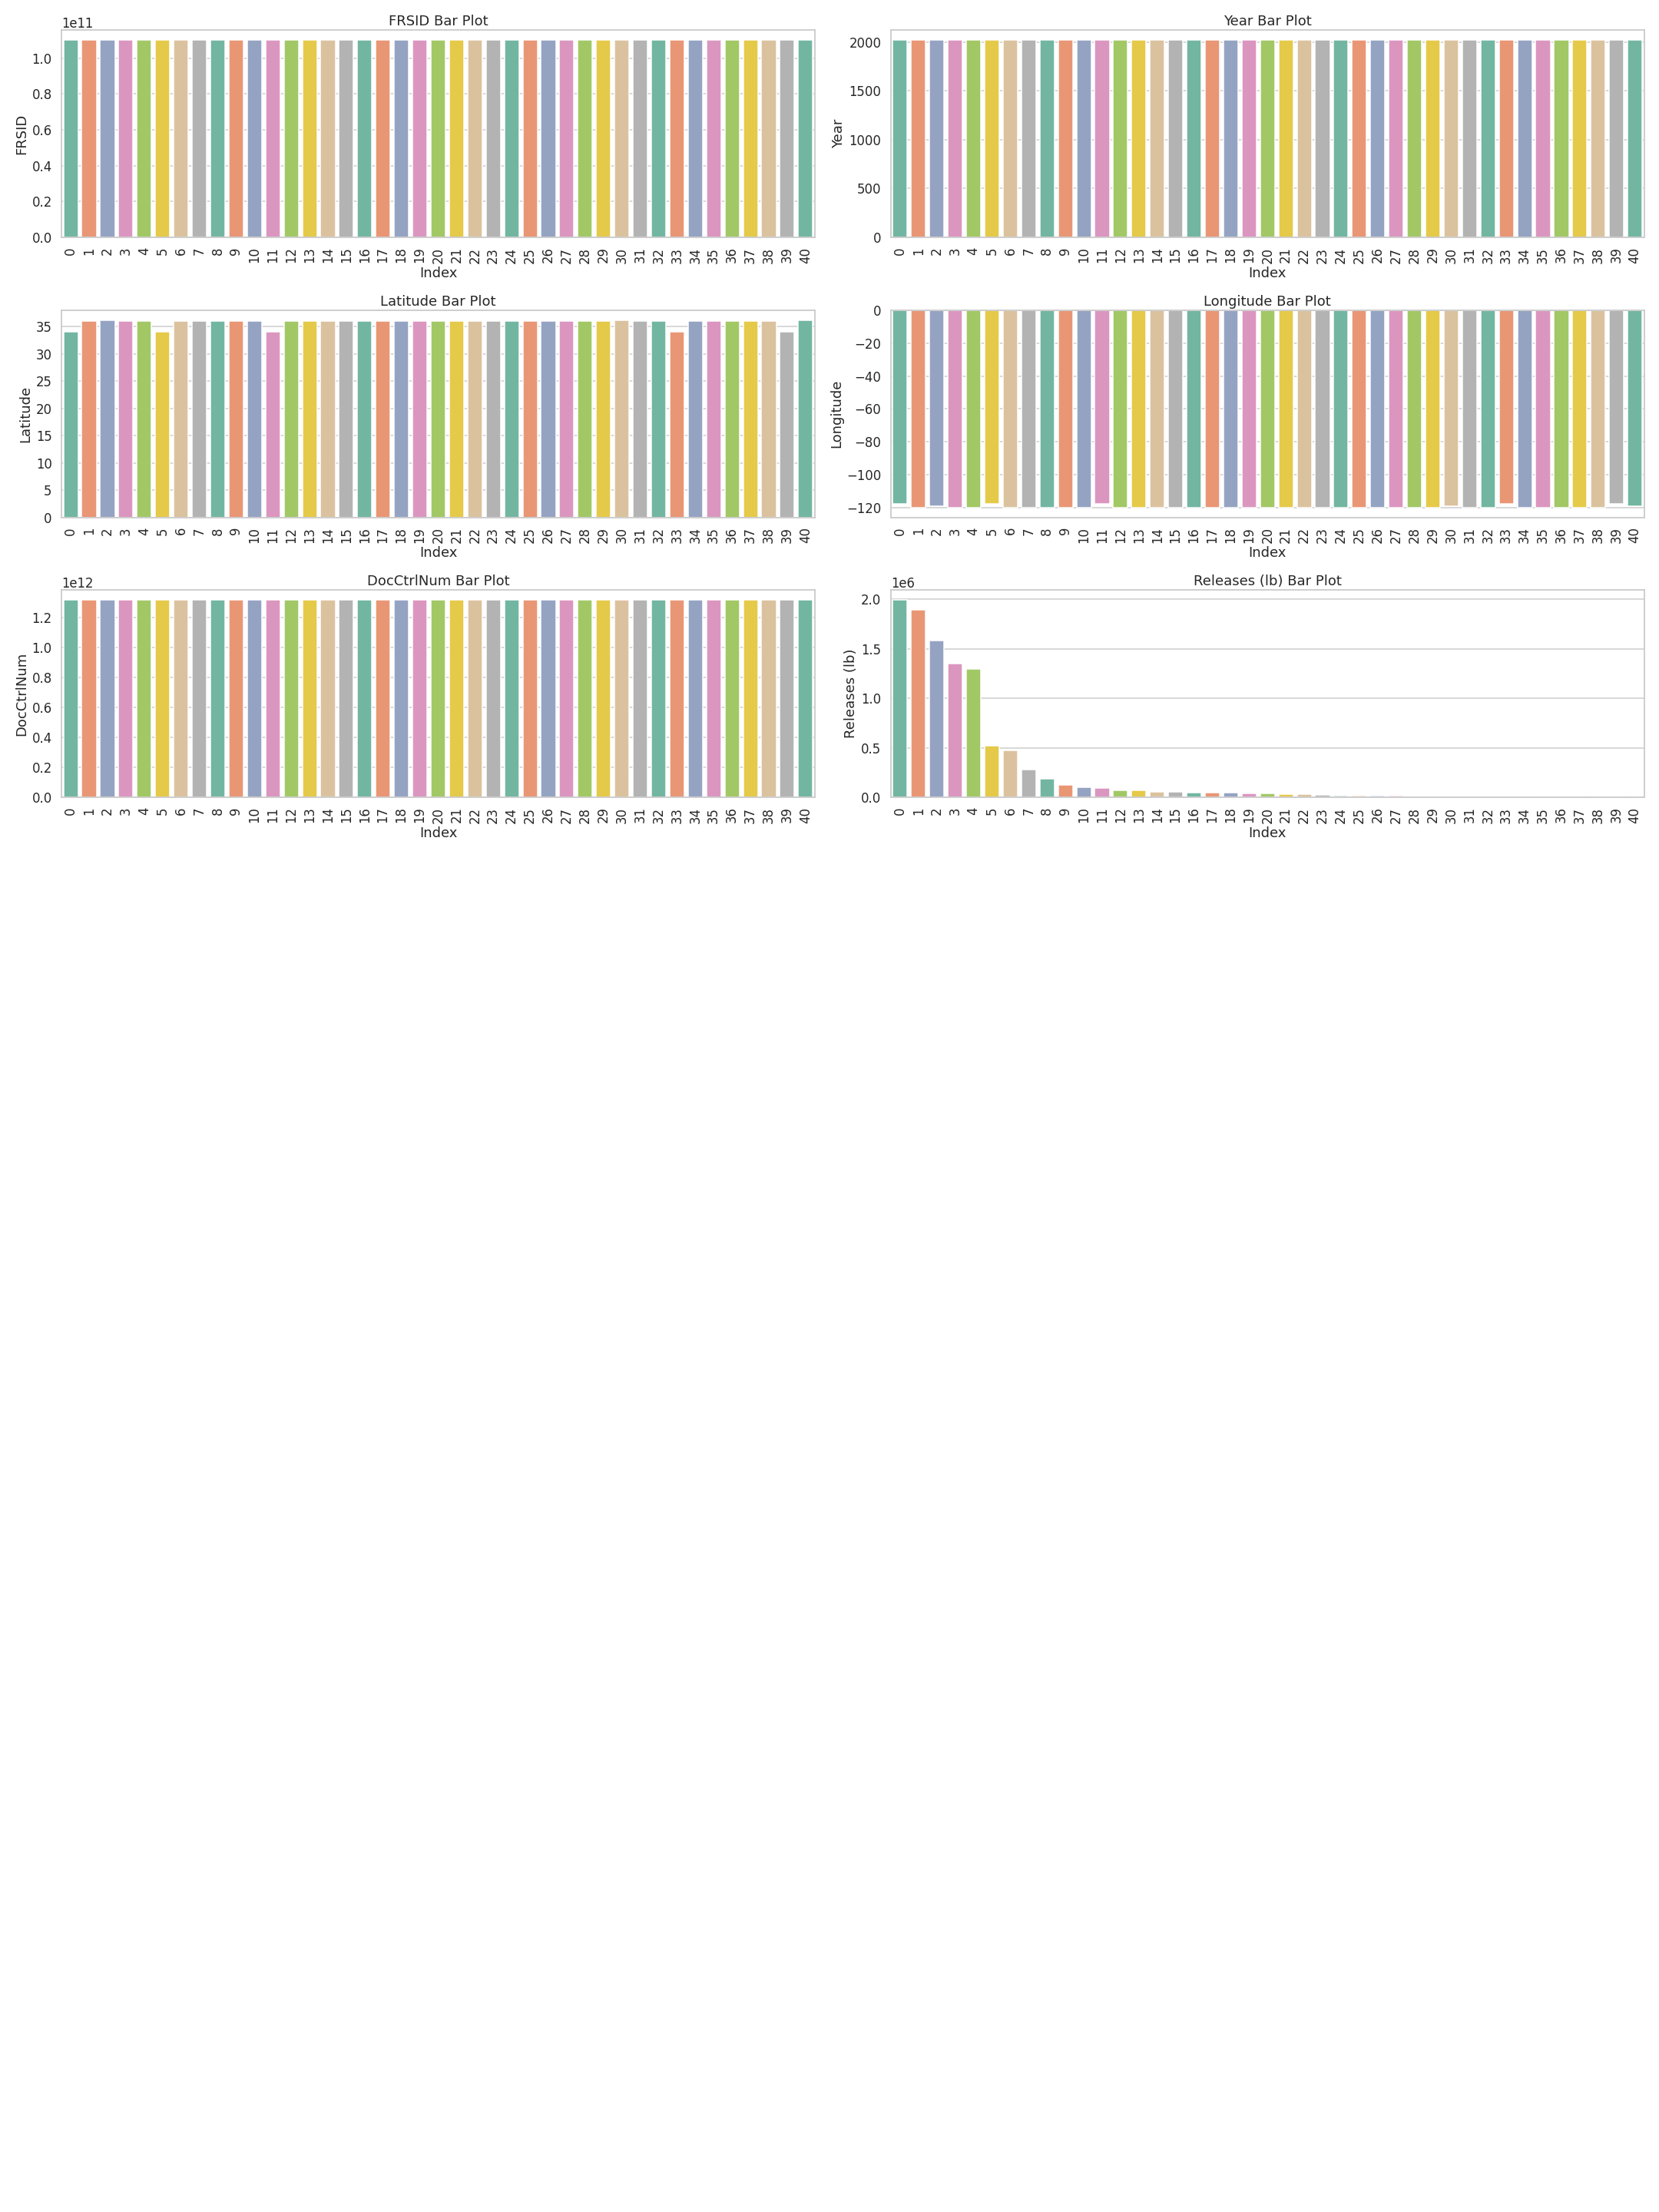 FRSID Bar Plot
1e11
1.0
0.8
0.6
0.4
0.2
0.0
FRSID
0 1 2 3 4 5 6 7 8 9 10 11 12 13 14 15 16 17 18 19 20 21 22 23 24 25 26 27 28 29 30 31 32 33 34 35 36 37 38 39 40
Index
Year Bar Plot
2000
1500
1000
500
0
Year
0 1 2 3 4 5 6 7 8 9 10 11 12 13 14 15 16 17 18 19 20 21 22 23 24 25 26 27 28 29 30 31 32 33 34 35 36 37 38 39 40
Index
Latitude Bar Plot
35
30
25
20
15
10
5
0
Latitude
0 1 2 3 4 5 6 7 8 9 10 11 12 13 14 15 16 17 18 19 20 21 22 23 24 25 26 27 28 29 30 31 32 33 34 35 36 37 38 39 40
Index
Longitude Bar Plot
0
−20
−40
−60
−80
−100
−120
Longitude
0 1 2 3 4 5 6 7 8 9 10 11 12 13 14 15 16 17 18 19 20 21 22 23 24 25 26 27 28 29 30 31 32 33 34 35 36 37 38 39 40
Index
DocCtrlNum Bar Plot
1e12
1.2
1.0
0.8
0.6
0.4
0.2
0.0
DocCtrlNum
0 1 2 3 4 5 6 7 8 9 10 11 12 13 14 15 16 17 18 19 20 21 22 23 24 25 26 27 28 29 30 31 32 33 34 35 36 37 38 39 40
Index
Releases (lb) Bar Plot
1e6
2.0
1.5
1.0
0.5
0.0
Releases (lb)
0 1 2 3 4 5 6 7 8 9 10 11 12 13 14 15 16 17 18 19 20 21 22 23 24 25 26 27 28 29 30 31 32 33 34 35 36 37 38 39 40
Index